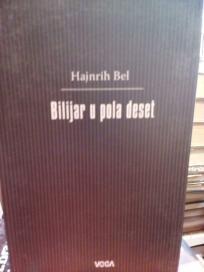 Hajnrih Bel
Bilijar u pola deset
VOGA